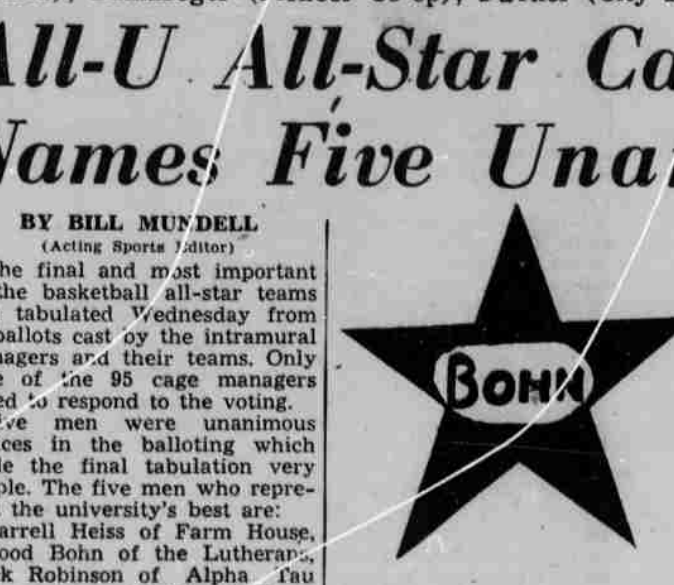 All-U All-Star Ca
Names Five Una
BY BILL MUNDELL
(Acting Sports Editor)
he final and most important
the basketball all-star teams
tabulated Wednesday from
ballots cast by the intramural
nagers and their teams. Only
e of the 95 cage managers
ed to respond to the voting.
ive men were unanimous
ces in the balloting which
le the final tabulation very
ple. The five men who repre-
the university's best are:
arrell Heiss of Farm House,
ood Bohn of the Lutherans,
k Robinson of Alpha Tau
BOHN